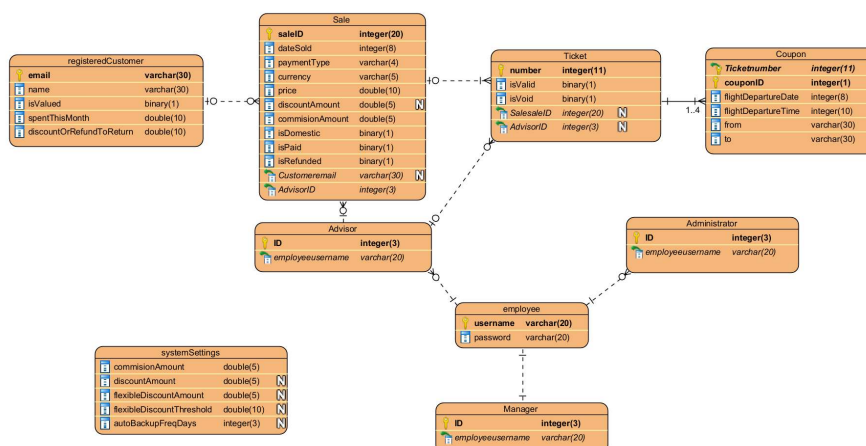 registeredCustomer
email varchar(30)
name varchar(30)
isValued binary(1)
spentThisMonth double(10)
discountOrRefundToReturn double(10)
Sale
saleID integer(20)
dateSold integer(8)
paymentType varchar(4)
currency varchar(5)
price double(10)
discountAmount double(5) N
commisionAmount double(5)
isDomestic binary(1)
isPaid binary(1)
isRefunded binary(1)
Customeremail varchar(30) N
AdvisorID integer(3)
Ticket
number integer(11)
isValid binary(1)
isVoid binary(1)
SalesaleID integer(20) N
AdvisorID integer(3) N
Coupon
Ticketnumber integer(11)
couponID integer(1)
flightDepartureDate integer(8)
flightDepartureTime integer(10)
from varchar(30)
to varchar(30)
1..4
Advisor
ID integer(3)
employeeusername varchar(20)
Administrator
ID integer(3)
employeeusername varchar(20)
employee
username varchar(20)
password varchar(20)
systemSettings
commisionAmount double(5)
discountAmount double(5) N
flexibleDiscountAmount double(5) N
flexibleDiscountThreshold double(10) N
autoBackupFreqDays integer(3) N
Manager
ID integer(3)
employeeusername varchar(20)